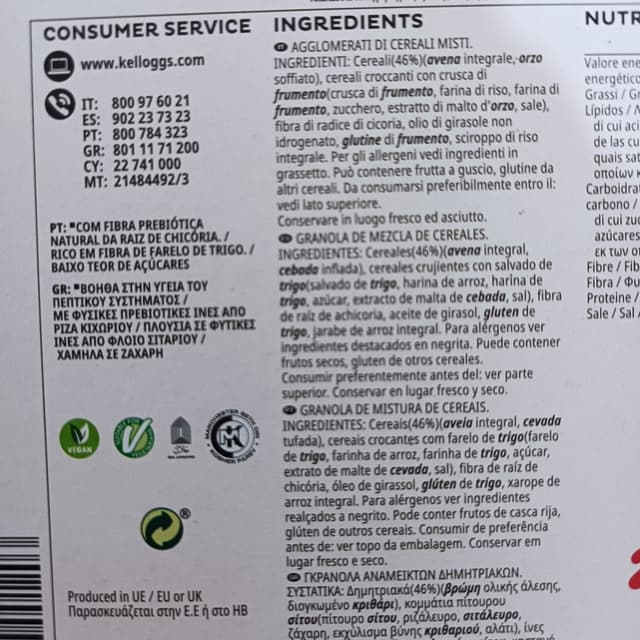 CONSUMER SERVICE
www.kelloggs.com
IT: 800 97 60 21
ES: 902 23 73 23
PT: 800 784 323
GR: 801 11 71 200
CY: 22 741 000
MT: 21484492/3
PT: *COM FIBRA PREBIÓTICA
NATURAL DA RAIZ DE CHICÓRIA. /
RICO EM FIBRA DE FARELO DE TRIGO. /
BAIXO TEOR DE AÇÚCARES
GR: *ΒΟΗΘΑ ΣΤΗΝ ΥΓΕΙΑ ΤΟΥ
ΠΕΠΤΙΚΟΥ ΣΥΣΤΗΜΑΤΟΣ /
ΜΕ ΦΥΣΙΚΕΣ ΠΡΕΒΙΟΤΙΚΕΣ ΙΝΕΣ ΑΠΟ
ΡΙΖΑ ΚΙΧΩΡΙΟΥ / ΠΛΟΥΣΙΑ ΣΕ ΦΥΤΙΚΕΣ
ΙΝΕΣ ΑΠΟ ΦΛΟΙΟ ΣΙΤΑΡΙΟΥ /
ΧΑΜΗΛΑ ΣΕ ΖΑΧΑΡΗ
VEGAN
Produced in UE / EU or UK
Παρασκευάζεται στην Ε.Ε ή στο ΗΒ
INGREDIENTS
AGGLOMERATI DI CEREALI MISTI.
INGREDIENTI: Cereali(46%)(avena integrale, orzo
soffiato), cereali croccanti con crusca di
frumento(crusca di frumento, farina di riso, farina di
frumento, zucchero, estratto di malto d'orzo, sale),
fibra di radice di cicoria, olio di girasole non
idrogenato, glutine di frumento, sciroppo di riso
integrale. Per gli allergeni vedi ingredienti in
grassetto. Può contenere frutta a guscio, glutine da
altri cereali. Da consumarsi preferibilmente entro il:
vedi lato superiore.
Conservare in luogo fresco ed asciutto.
GRANOLA DE MEZCLA DE CEREALES.
INGREDIENTES: Cereales(46%)(avena integral,
cebada inflada), cereales crujientes con salvado de
trigo(salvado de trigo, harina de arroz, harina de
trigo, azúcar, extracto de malta de cebada, sal), fibra
de raíz de achicoria, aceite de girasol, gluten de
trigo, jarabe de arroz integral. Para alérgenos ver
ingredientes destacados en negrita. Puede contener
frutos secos, gluten de otros cereales.
Consumir preferentemente antes del: ver parte
superior. Conservar en lugar fresco y seco.
GRANOLA DE MISTURA DE CEREAIS.
INGREDIENTES: Cereais(46%)(aveia integral, cevada
tufada), cereais crocantes com farelo de trigo(farelo
de trigo, farinha de arroz, farinha de trigo, açúcar,
extrato de malte de cevada, sal), fibra de raíz de
chicória, óleo de girassol, glúten de trigo, xarope de
arroz integral. Para alérgenos ver ingredientes
realçados a negrito. Pode conter frutos de casca rija,
glúten de outros cereais. Consumir de preferência
antes de: ver topo da embalagem. Conservar em
lugar fresco e seco.
ΓΚΡΑΝΟΛΑ ΑΝΑΜΕΙΚΤΩΝ ΔΗΜΗΤΡΙΑΚΩΝ.
ΣΥΣΤΑΤΙΚΑ: Δημητριακά(46%)(βρώμη ολικής άλεσης,
διογκωμένο κριθάρι), κομμάτια πίτουρου
σίτου(πίτουρο σίτου, ριζάλευρο, σιτάλευρο,
ζάχαρη, εκχύλισμα βύνης κριθαριού, αλάτι), ίνες
NUTR
Valore ene
energético
Grassi / Gr
Lípidos / Λ
di cui aci
de las cu
quais sat
οποίων κ
Carboidra
carbono /
di cui zuc
azúcares
εκ των οπ
Fibre / Fib
Fibra / Φυ
Proteine /
Sale / Sal /